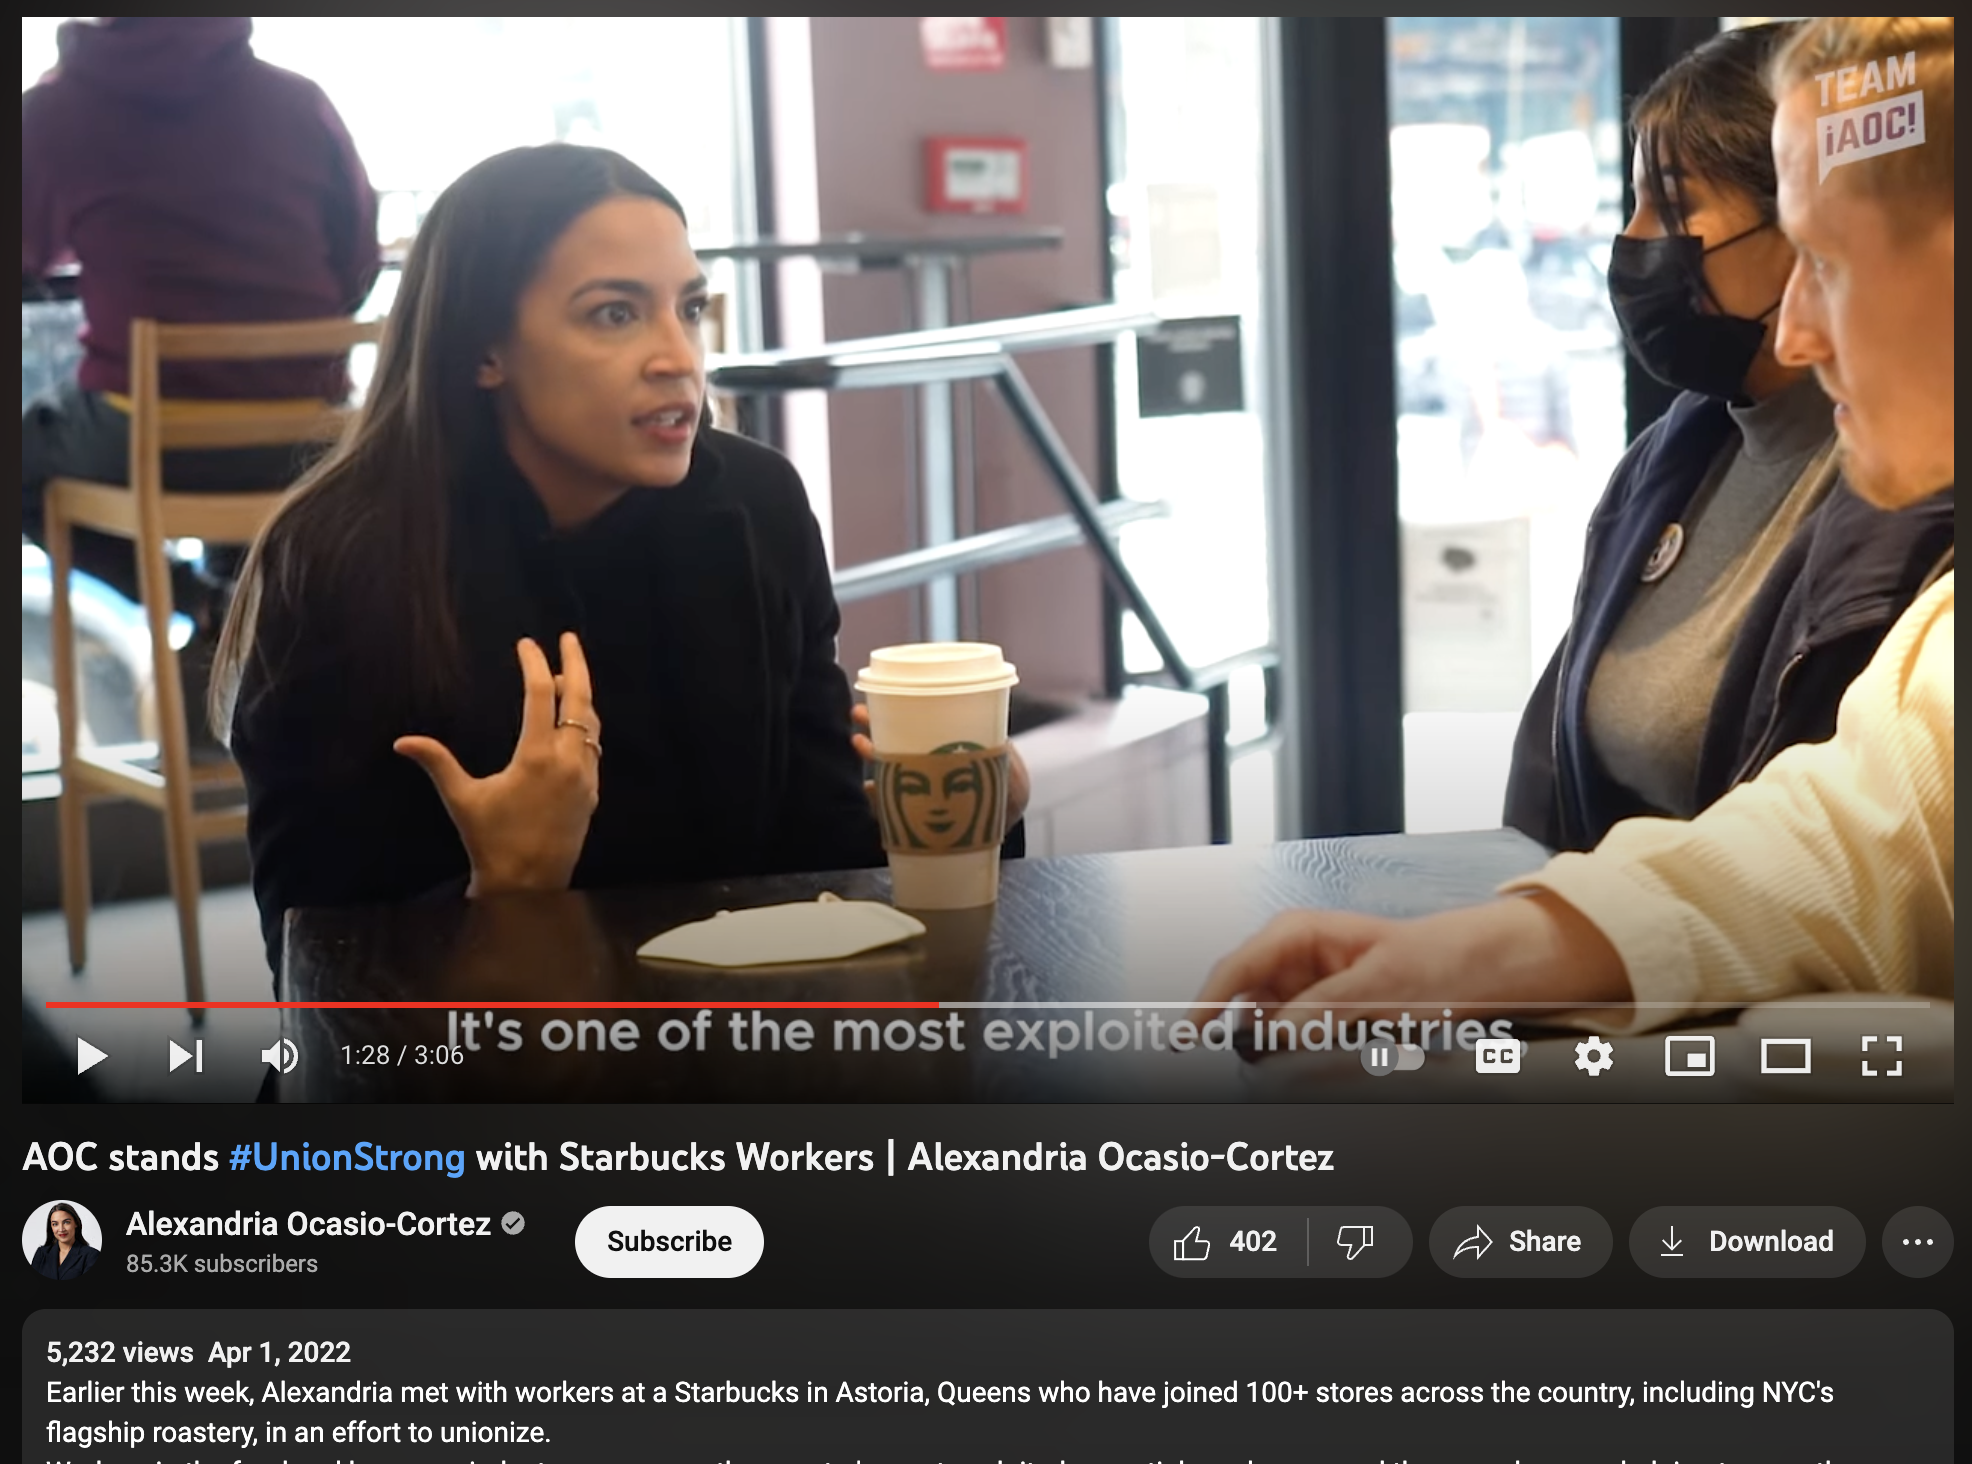 TEAM
¡AOC!
It's one of the most exploited industries,
1:28 / 3:06
CC
AOC stands #UnionStrong with Starbucks Workers | Alexandria Ocasio-Cortez
Alexandria Ocasio-Cortez
85.3K subscribers
Subscribe
402
Share
Download
5,232 views Apr 1, 2022
Earlier this week, Alexandria met with workers at a Starbucks in Astoria, Queens who have joined 100+ stores across the country, including NYC's
flagship roastery, in an effort to unionize.